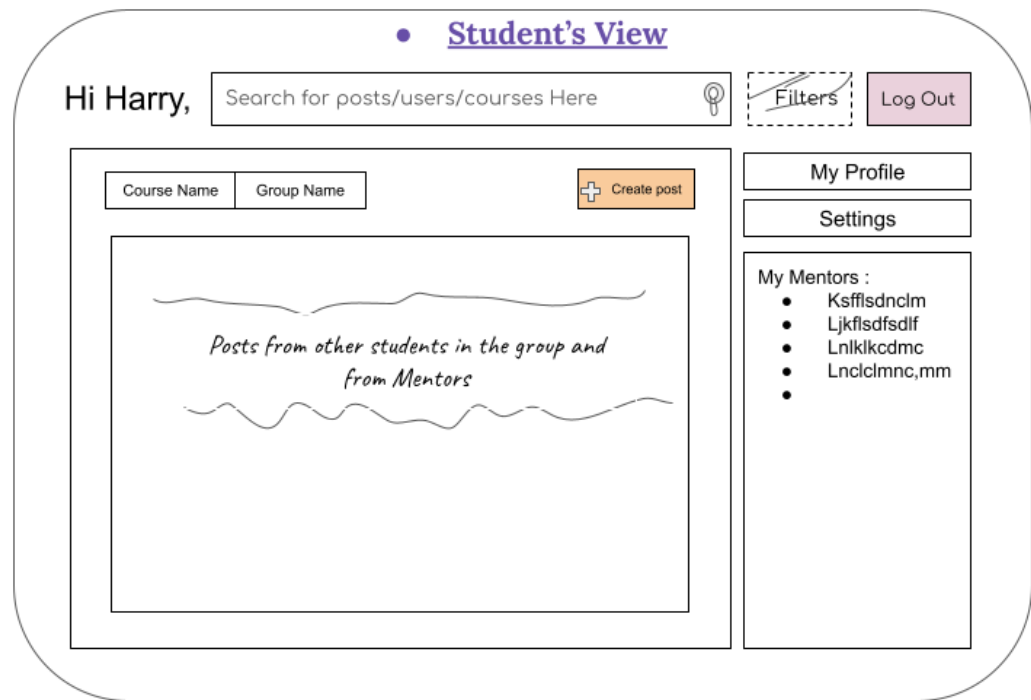 ● Student’s View
Hi Harry,
Search for posts/users/courses Here
Filters
Log Out
Course Name
Group Name
Create post
Posts from other students in the group and
from Mentors
My Profile
Settings
My Mentors :
● Ksfflsdnclm
● Ljkflsdfsdlf
● Lnlklkcdmc
● Lnclclmnc,mm
●